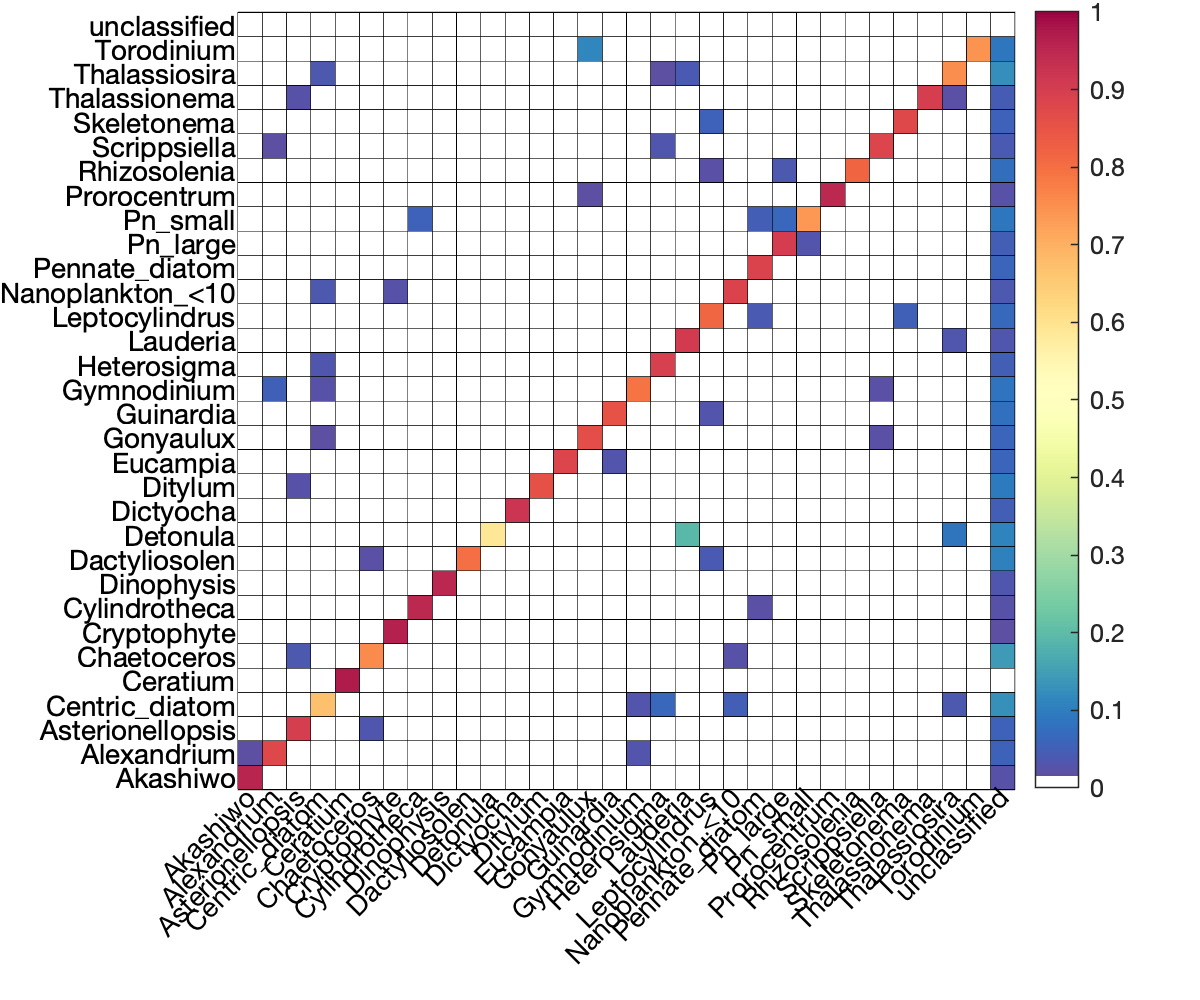 unclassified
Torodinium
Thalassiosira
Thalassionema
Skeletonema
Scrippsiella
Rhizosolenia
Prorocentrum
Pn_small
Pn_large
Pennate_diatom
Nanoplankton_<10
Leptocylindrus
Lauderia
Heterosigma
Gymnodinium
Guinardia
Gonyaulux
Eucampia
Ditylum
Dictyocha
Detonula
Dactyliosolen
Dinophysis
Cylindrotheca
Cryptophyte
Chaetoceros
Ceratium
Centric_diatom
Asterionellopsis
Alexandrium
Akashiwo
Akashiwo
Alexandrium
Asterionellopsis
Centric_diatom
Ceratium
Chaetoceros
Cryptophyte
Cylindrotheca
Dinophysis
Dactyliosolen
Detonula
Dictyocha
Ditylum
Eucampia
Gonyaulux
Guinardia
Gymnodinium
Heterosigma
Lauderia
Leptocylindrus
Nanoplankton_<10
Pennate_diatom
Pn_large
Pn_small
Prorocentrum
Rhizosolenia
Scrippsiella
Skeletonema
Thalassionema
Thalassiosira
Torodinium
unclassified
1
0.9
0.8
0.7
0.6
0.5
0.4
0.3
0.2
0.1
0